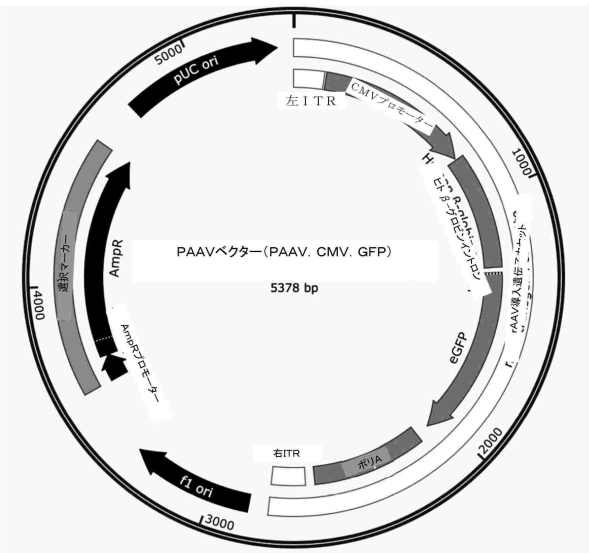 5000
pUC ori
左ＩＴＲ
CMVプロモーター
1000
ヒト β-グロビンイントロン
rAAV導入遺伝子カセット
選択マーカー
AmpR
PAAVベクター（PAAV．CMV．GFP）
5378 bp
4000
AmpRプロモーター
eGFP
2000
右ITR
ポリA
f1 ori
3000